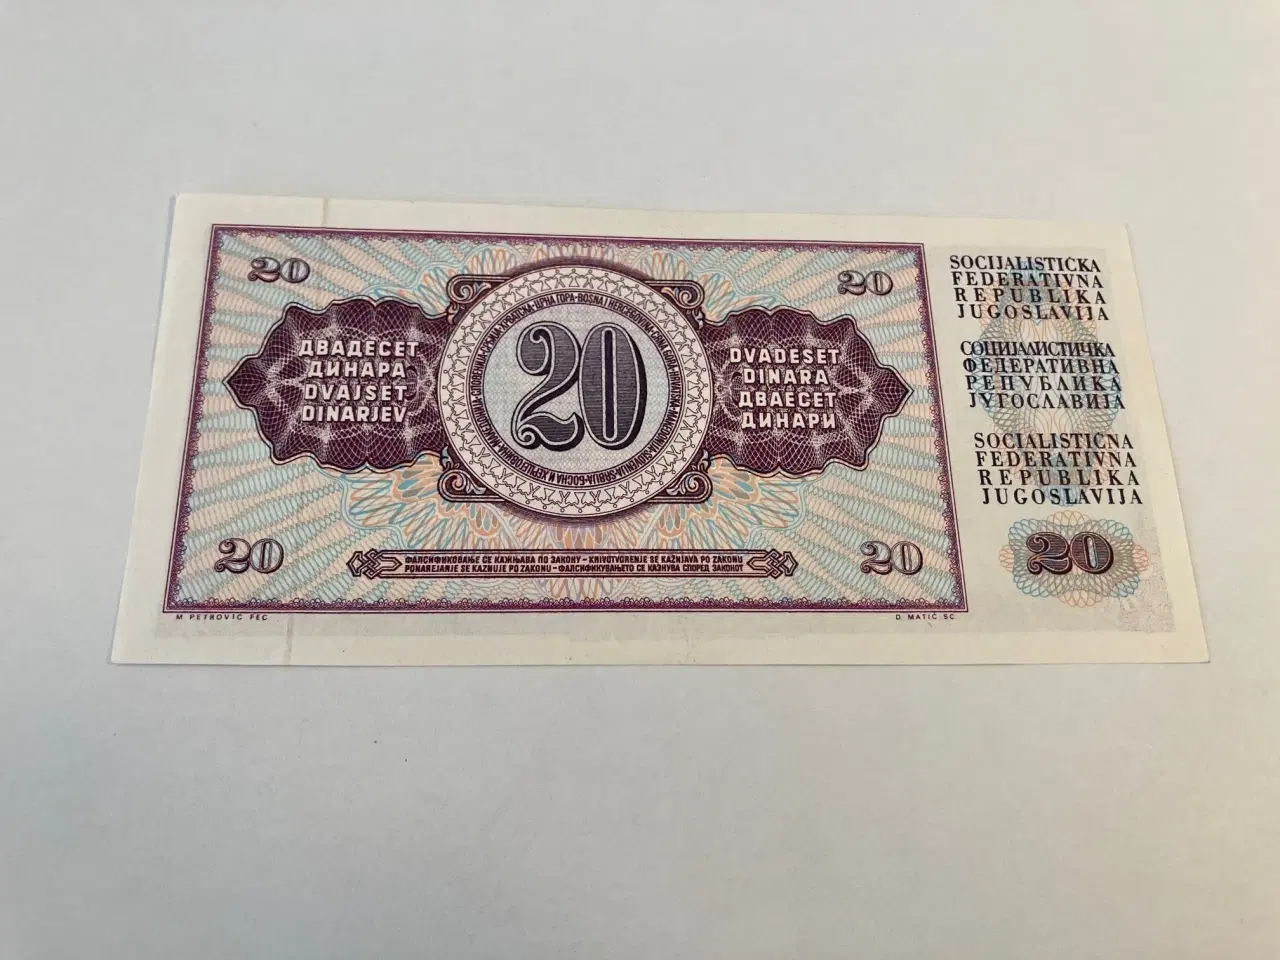 20
20
ДВАДЕСЕТ
ДИНАРА
DVAJSET
DINARJEV
20
DVADESET
DINARA
ДВАЕСЕТ
ДИНАРИ
20
20
ФАЛСИФИКОВАЊЕ СЕ КАЖЊАВА ПО ЗАКОНУ – KRIVOTVORENJE SE KAŽNJAVA PO ZAKONU
PONAREJANJE SE KAZNUJE PO ZAKONU – ФАЛСИФИКУВАЊЕТО СЕ КАЗНУВА СПОРЕД ЗАКОНОТ
M. PETROVIĆ FEC.
D. MATIĆ SC.
SOCIJALISTIČKA
FEDERATIVNA
REPUBLIKA
JUGOSLAVIJA
СОЦИЈАЛИСТИЧКА
ФЕДЕРАТИВНА
РЕПУБЛИКА
ЈУГОСЛАВИЈА
SOCIALISTIČNA
FEDERATIVNA
REPUBLIKA
JUGOSLAVIJA
20